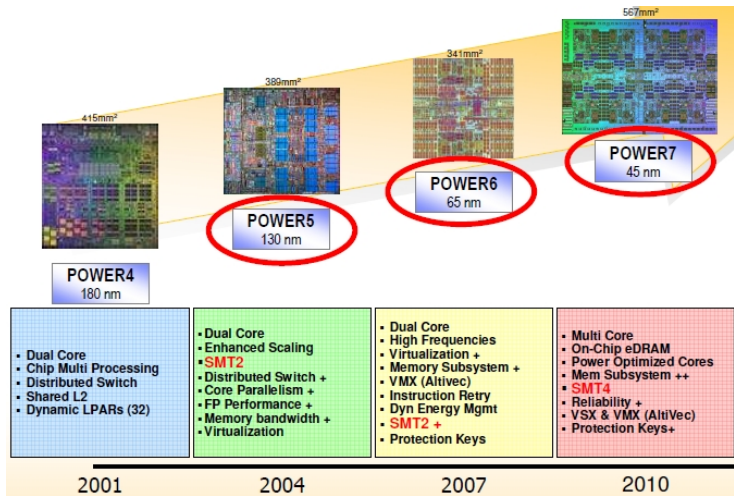 567mm²
341mm²
389mm²
415mm²
POWER7
45 nm
POWER6
65 nm
POWER5
130 nm
POWER4
180 nm
▪ Dual Core
▪ Chip Multi Processing
▪ Distributed Switch
▪ Shared L2
▪ Dynamic LPARs (32)
▪ Dual Core
▪ Enhanced Scaling
▪ SMT2
▪ Distributed Switch +
▪ Core Parallelism +
▪ FP Performance +
▪ Memory bandwidth +
▪ Virtualization
▪ Dual Core
▪ High Frequencies
▪ Virtualization +
▪ Memory Subsystem +
▪ VMX (Altivec)
▪ Instruction Retry
▪ Dyn Energy Mgmt
▪ SMT2 +
▪ Protection Keys
▪ Multi Core
▪ On-Chip eDRAM
▪ Power Optimized Cores
▪ Mem Subsystem ++
▪ SMT4
▪ Reliability +
▪ VSX & VMX (AltiVec)
▪ Protection Keys+
2001
2004
2007
2010